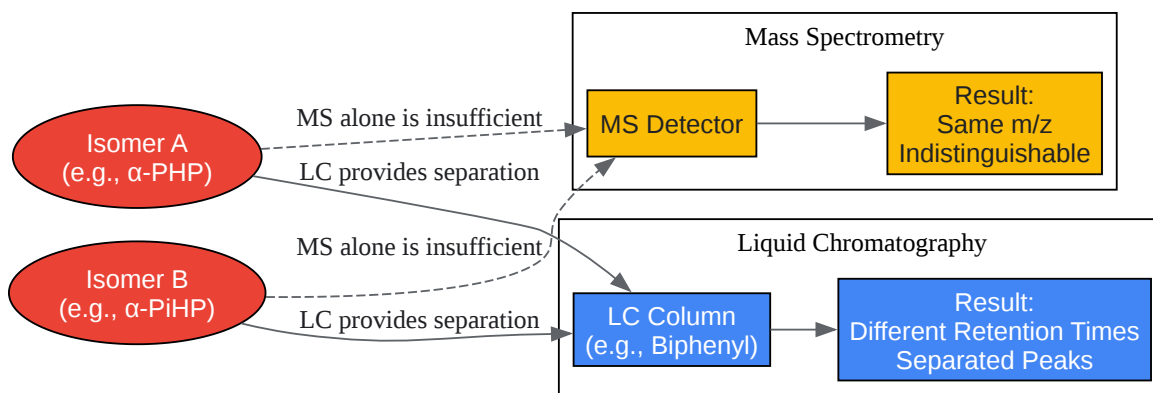 Mass Spectrometry
Isomer A
(e.g., α-PHP)
MS alone is insufficient
MS Detector
Result:
Same m/z
Indistinguishable
LC provides separation
Isomer B
(e.g., α-PiHP)
MS alone is insufficient
LC provides separation
Liquid Chromatography
LC Column
(e.g., Biphenyl)
Result:
Different Retention Times
Separated Peaks